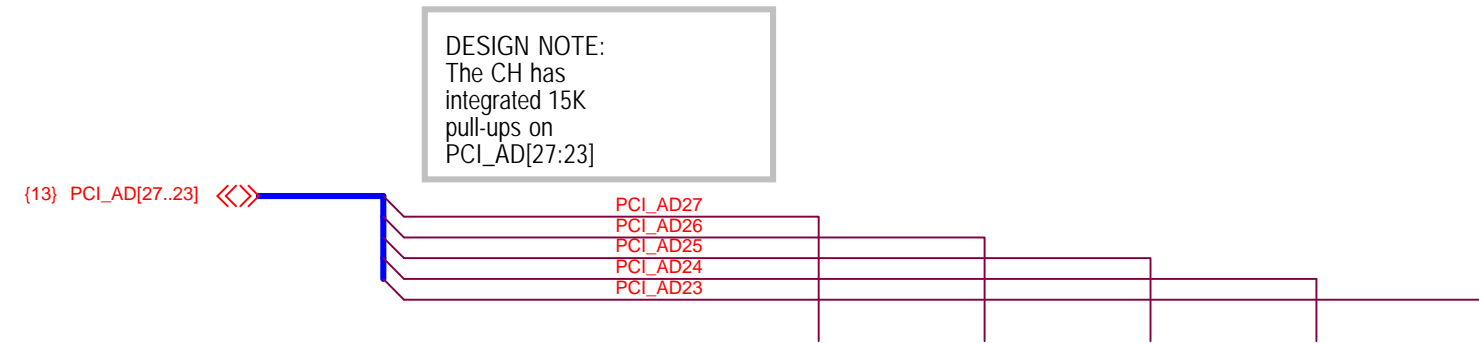 DESIGN NOTE:
The CH has
integrated 15K
pull-ups on
PCI_AD[27:23]
{13} PCI_AD[27..23]
PCI_AD27
PCI_AD26
PCI_AD25
PCI_AD24
PCI_AD23